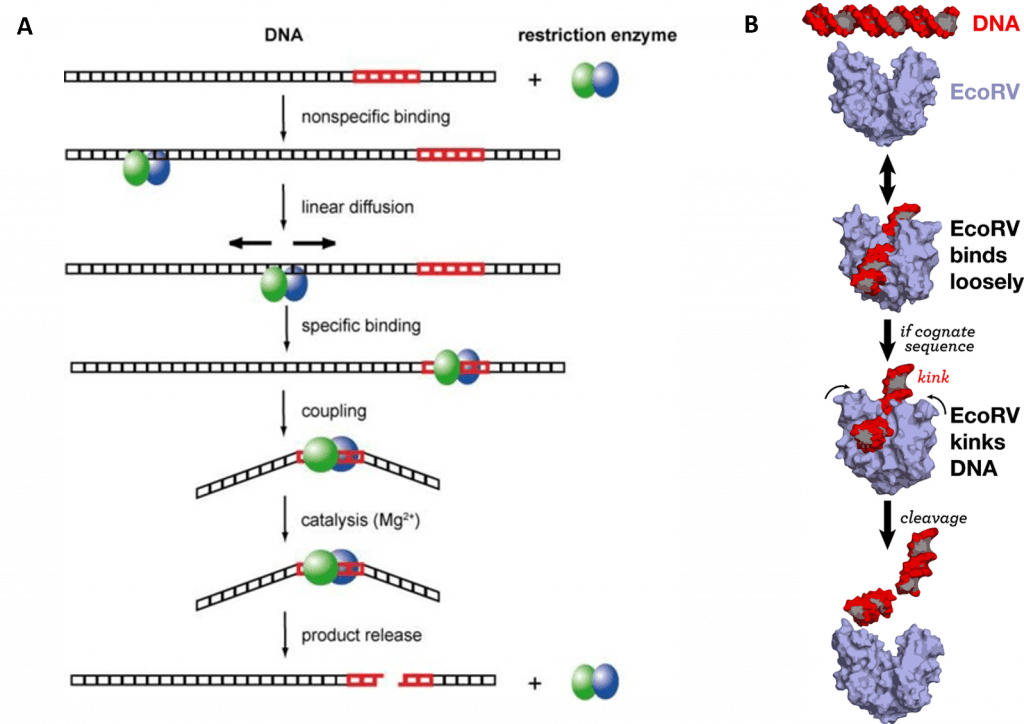 A
DNA
restriction enzyme
+
nonspecific binding
linear diffusion
specific binding
coupling
catalysis (Mg²⁺)
product release
+
B
DNA
EcoRV
EcoRV
binds
loosely
if cognate
sequence
kink
EcoRV
kinks
DNA
cleavage